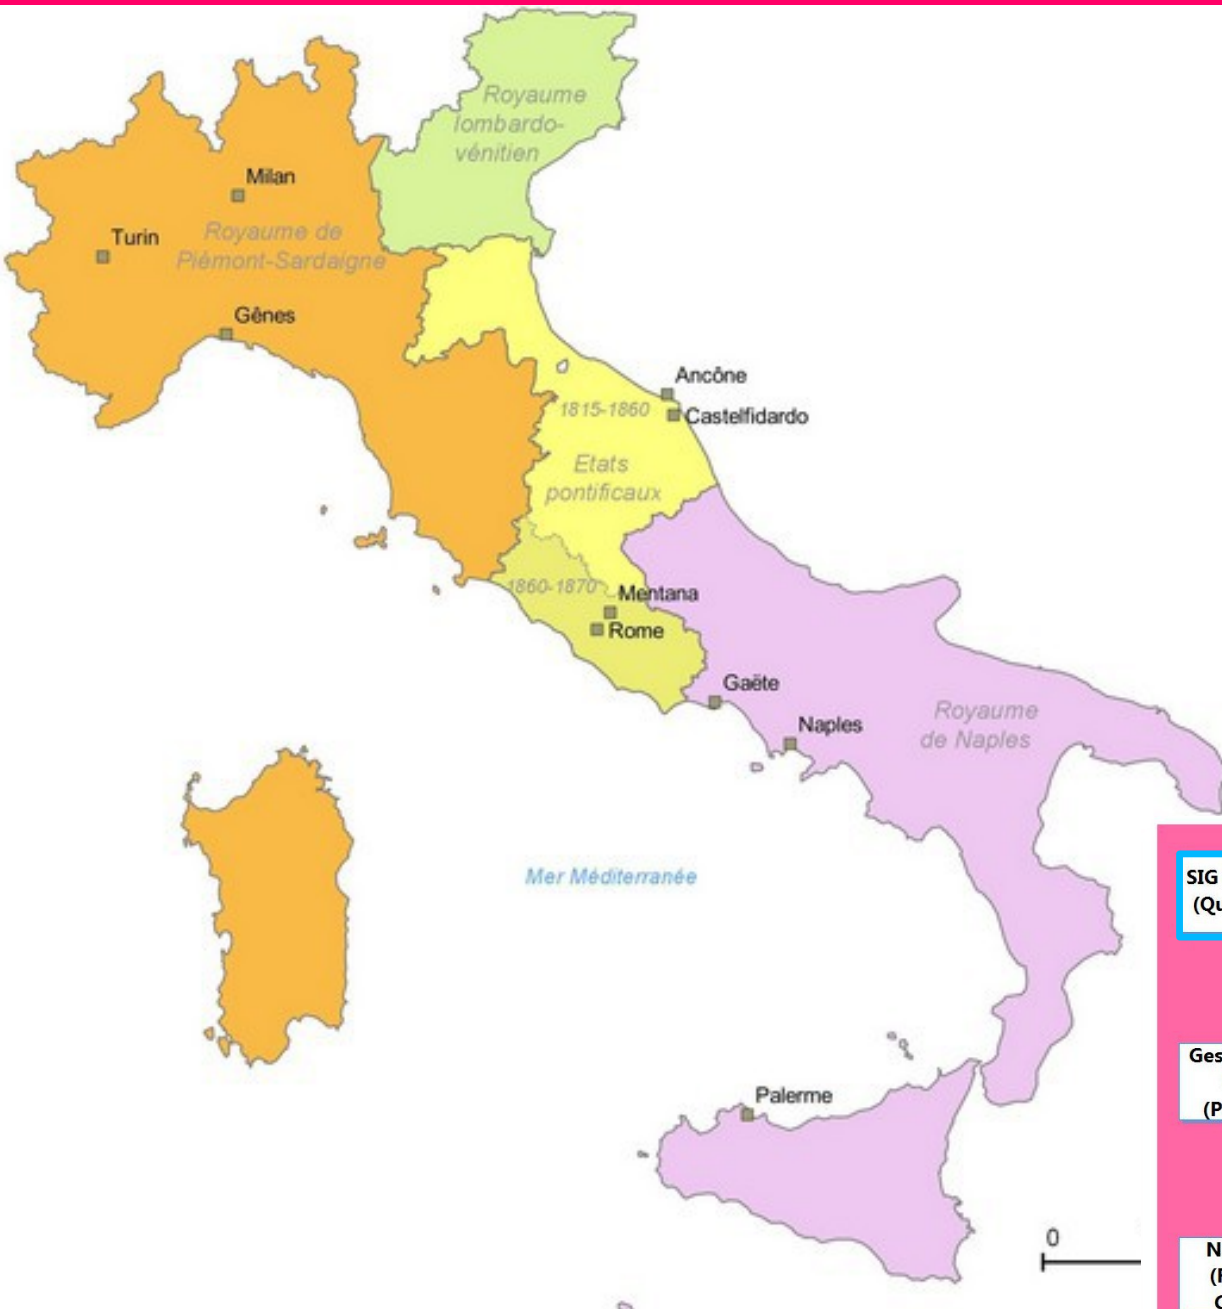 Royaume
lombardo-
vénitien
Milan
Turin
Royaume de
Piémont-Sardaigne
Gênes
Ancône
1815-1860
Castelfidardo
Etats
pontificaux
1860-1870
Mentana
Rome
Gaëte
Royaume
de Naples
Naples
Mer Méditerranée
SIG
Palerme
0